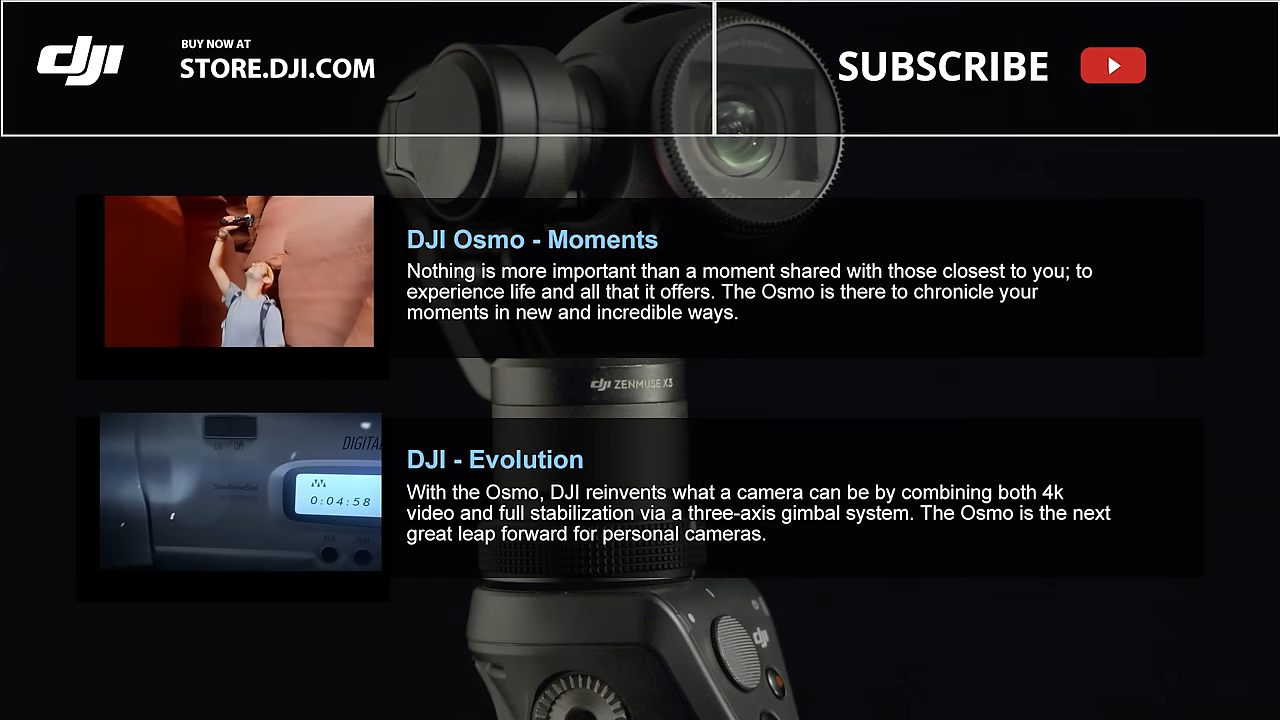 dji
BUY NOW AT
STORE.DJI.COM
SUBSCRIBE
DJI Osmo - Moments
Nothing is more important than a moment shared with those closest to you; to
experience life and all that it offers. The Osmo is there to chronicle your
moments in new and incredible ways.
dji ZENMUSE X3
DIGITA
0:04:58
DJI - Evolution
With the Osmo, DJI reinvents what a camera can be by combining both 4k
video and full stabilization via a three-axis gimbal system. The Osmo is the next
great leap forward for personal cameras.
dji